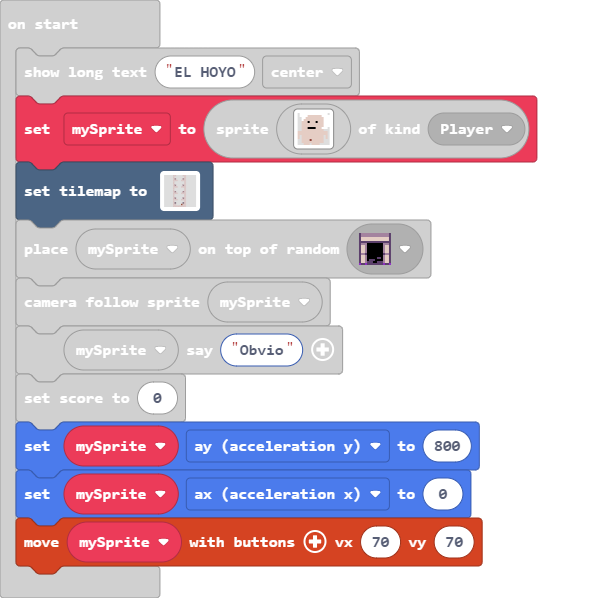 on start
show long text "EL HOYO" center
set mySprite to sprite of kind Player
set tilemap to
place mySprite on top of random
camera follow sprite mySprite
mySprite say "Obvio"
set score to 0
set mySprite ay (acceleration y) to 800
set mySprite ax (acceleration x) to 0
move mySprite with buttons vx 70 vy 70